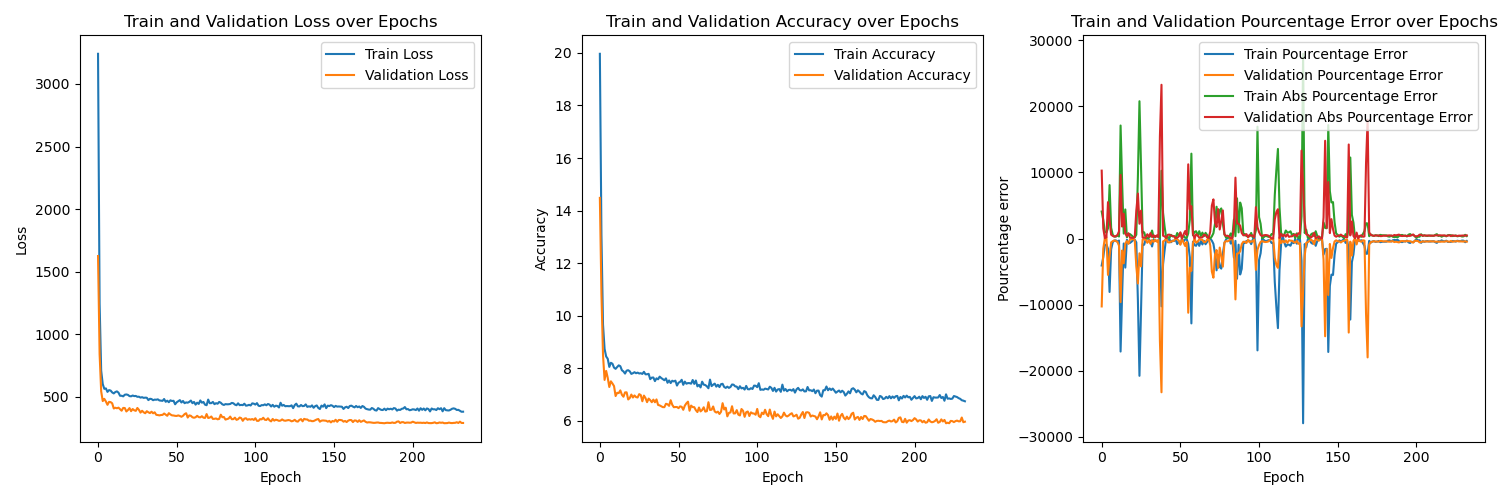 Train and Validation Loss over Epochs
Train Loss
Validation Loss
Loss
3000
2500
2000
1500
1000
500
0
50
100
150
200
Epoch
Train and Validation Accuracy over Epochs
Train Accuracy
Validation Accuracy
Accuracy
20
18
16
14
12
10
8
6
0
50
100
150
200
Epoch
Train and Validation Pourcentage Error over Epochs
Train Pourcentage Error
Validation Pourcentage Error
Train Abs Pourcentage Error
Validation Abs Pourcentage Error
Pourcentage error
30000
20000
10000
0
−10000
−20000
−30000
0
50
100
150
200
Epoch